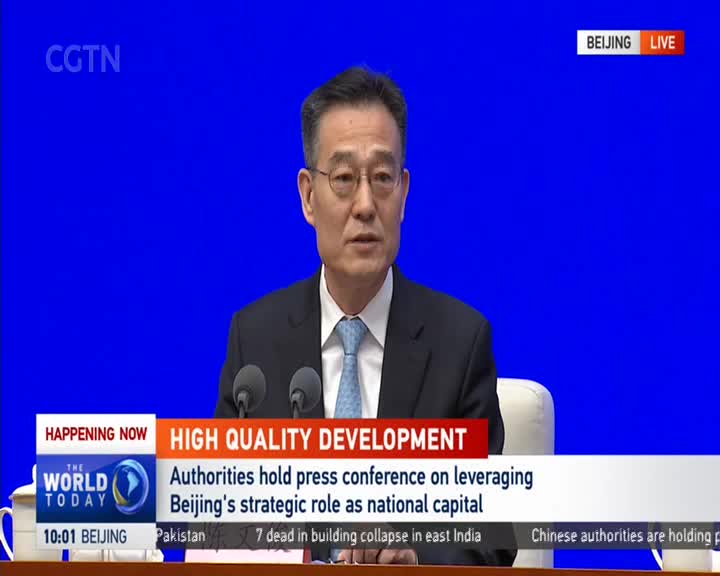 CGTN
BEIJING LIVE
HAPPENING NOW
HIGH QUALITY DEVELOPMENT
Authorities hold press conference on leveraging
Beijing's strategic role as national capital
THE
WORLD
TODAY
10:01 BEIJING
Pakistan 7 dead in building collapse in east India Chinese authorities are holding p